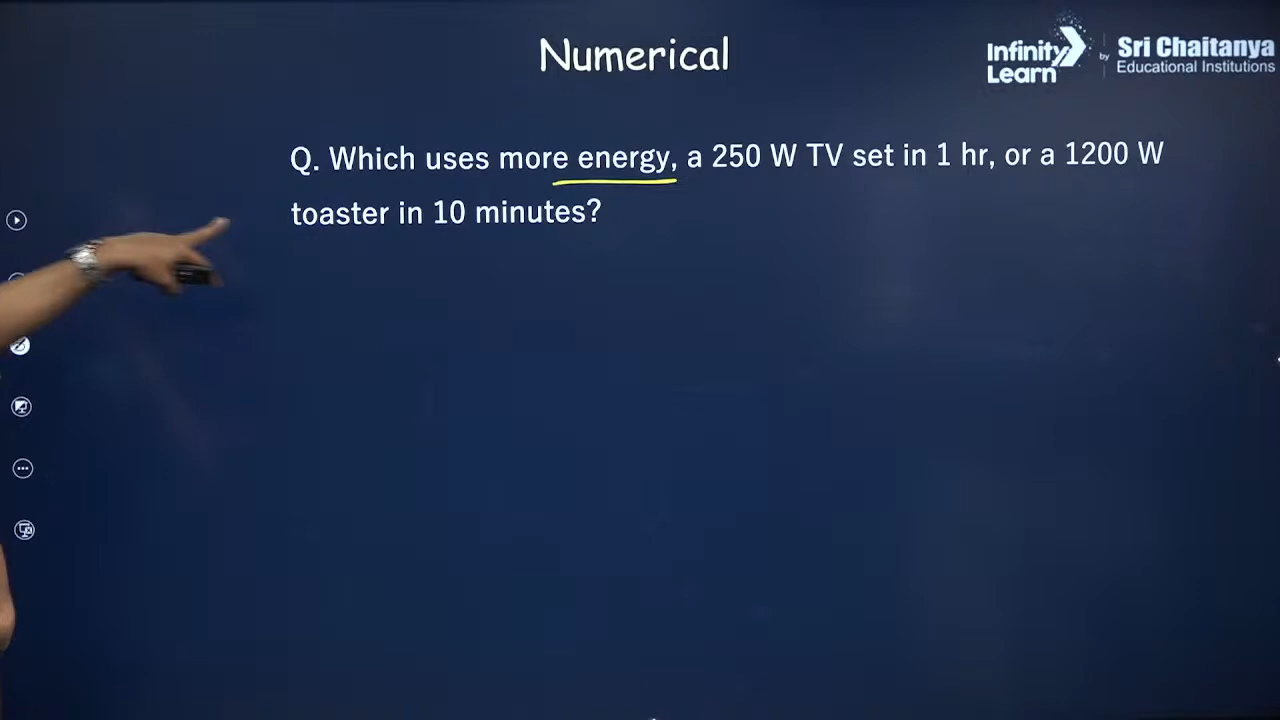 Numerical
Infinity
Learn
by
Sri Chaitanya
Educational Institutions
Q. Which uses more energy, a 250 W TV set in 1 hr, or a 1200 W
toaster in 10 minutes?